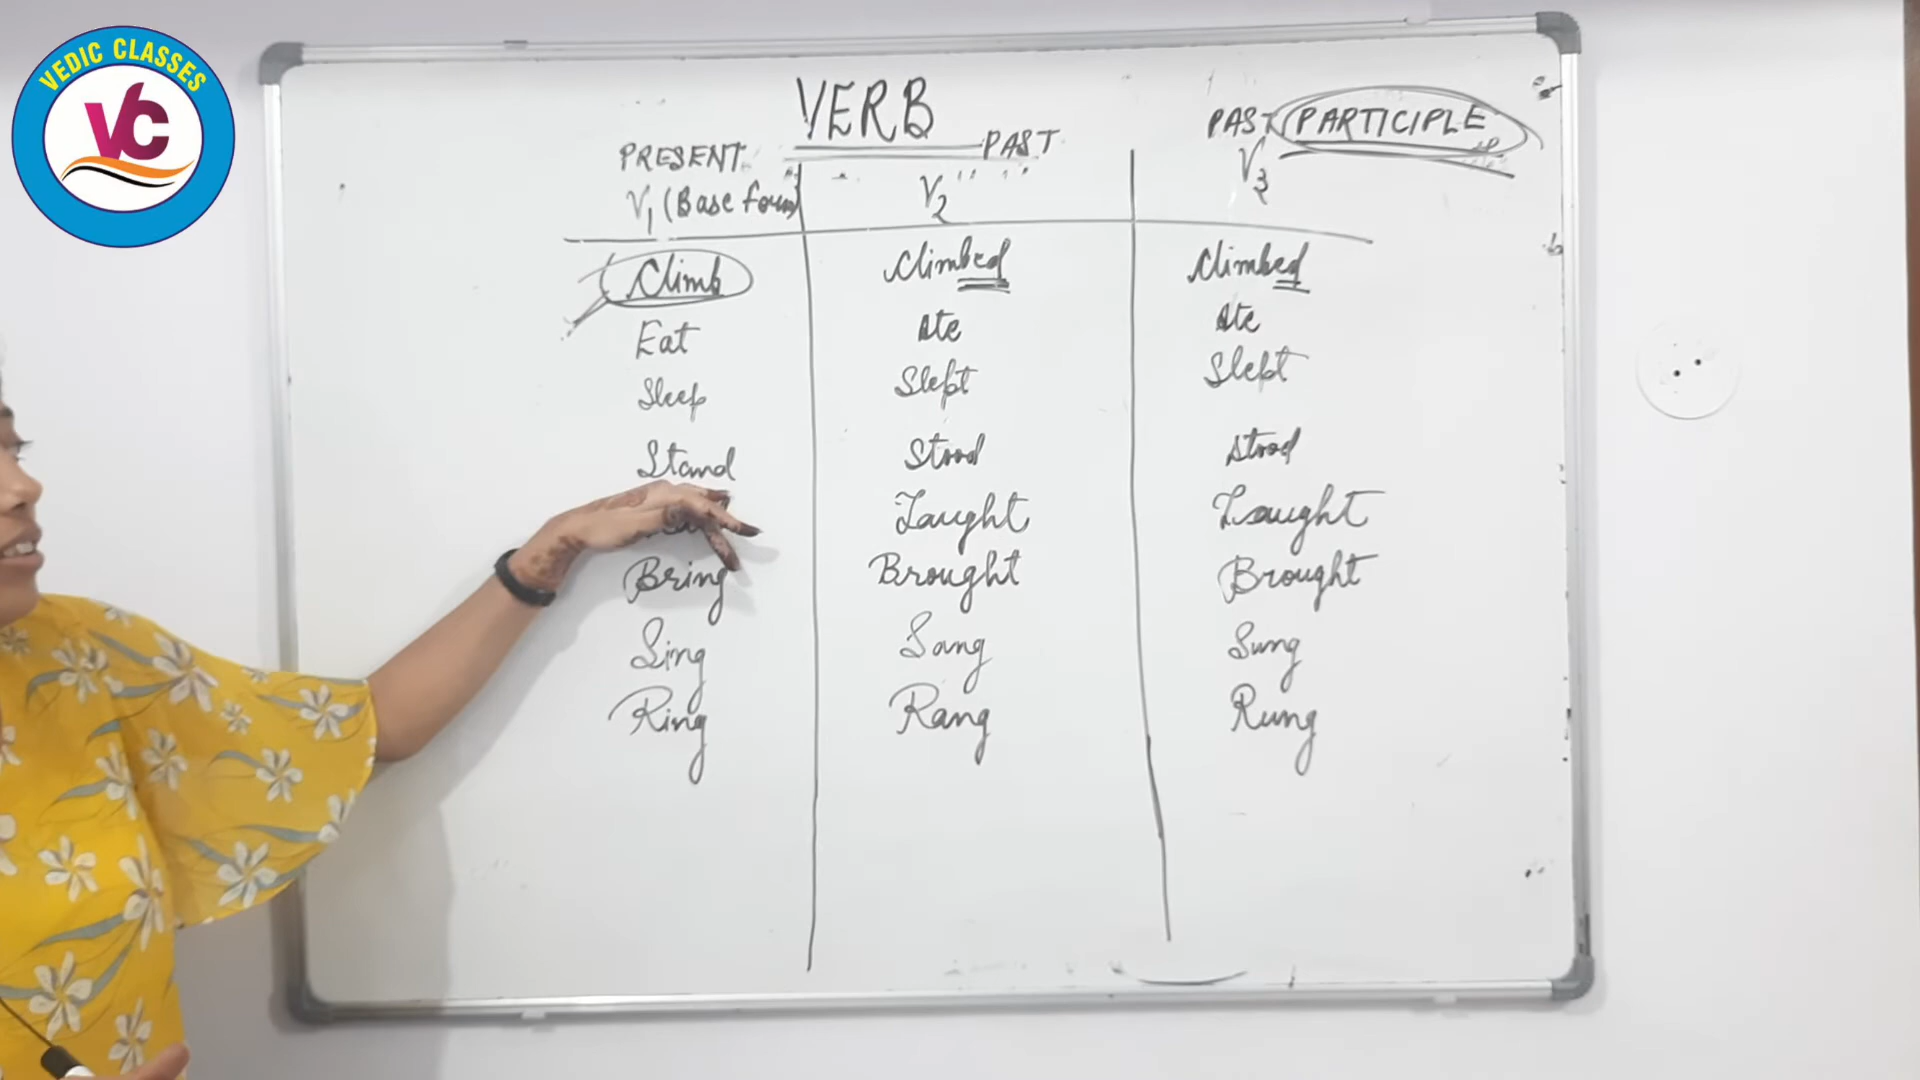 VEDIC CLASSES
VC
VERB
PRESENT PAST PAST PARTICIPLE
V1 (Base form) V2 V3
Climb Climbed Climbed
Eat Ate Ate
Sleep Slept Slept
Stand Stood Stood
Taught Taught
Bring Brought Brought
Sing Sang Sung
Ring Rang Rung